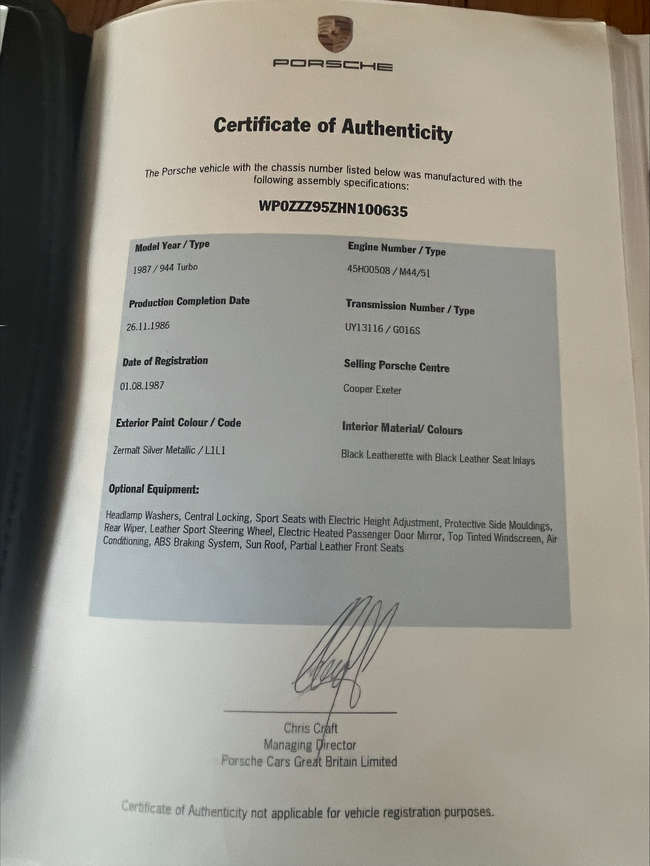 PORSCHE
Certificate of Authenticity
The Porsche vehicle with the chassis number listed below was manufactured with the
following assembly specifications:
WP0ZZZ95ZHN100635
Model Year / Type
1987 / 944 Turbo
Engine Number / Type
45H00508 / M44/51
Production Completion Date
26.11.1986
Transmission Number / Type
UY13116 / G016S
Date of Registration
01.08.1987
Selling Porsche Centre
Cooper Exeter
Exterior Paint Colour / Code
Zermatt Silver Metallic / L1L1
Interior Material/ Colours
Black Leatherette with Black Leather Seat Inlays
Optional Equipment:
Headlamp Washers, Central Locking, Sport Seats with Electric Height Adjustment, Protective Side Mouldings,
Rear Wiper, Leather Sport Steering Wheel, Electric Heated Passenger Door Mirror, Top Tinted Windscreen, Air
Conditioning, ABS Braking System, Sun Roof, Partial Leather Front Seats
Chris Craft
Managing Director
Porsche Cars Great Britain Limited
Certificate of Authenticity not applicable for vehicle registration purposes.